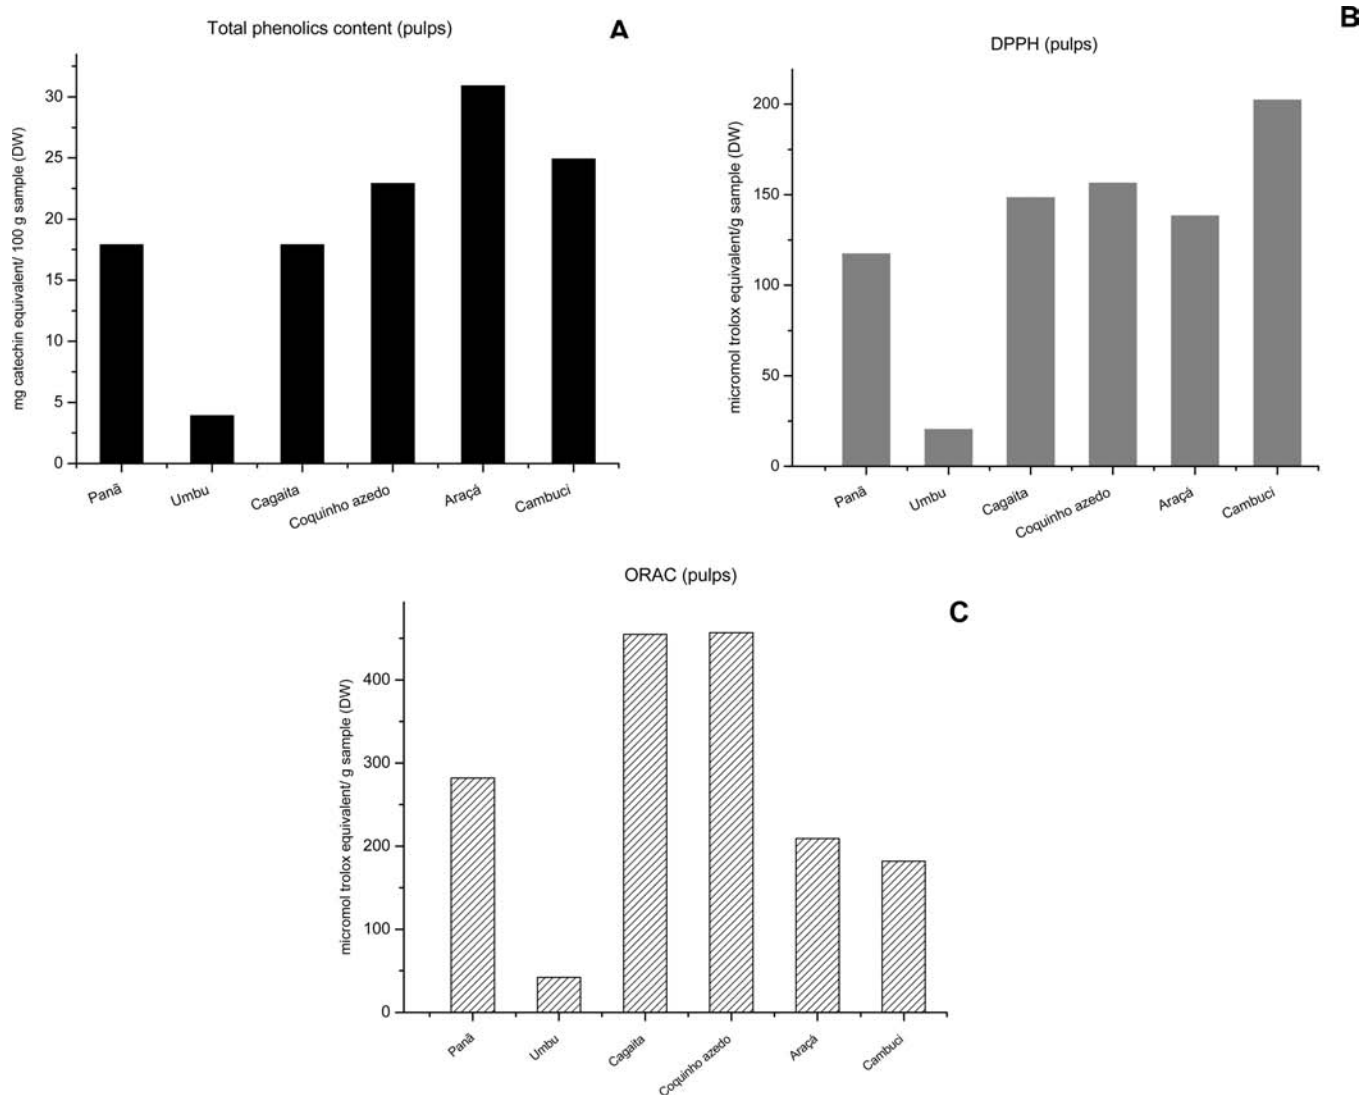 Total phenolics content (pulps)
A
mg catechin equivalent/ 100 g sample (DW)
30
25
20
15
10
5
0
Panã
Umbu
Cagaita
Coquinho azedo
Araçá
Cambuci
B
DPPH (pulps)
micromol trolox equivalent/g sample (DW)
200
150
100
50
0
Panã
Umbu
Cagaita
Coquinho azedo
Araçá
Cambuci
ORAC (pulps)
C
micromol trolox equivalent/ g sample (DW)
400
300
200
100
0
Panã
Umbu
Cagaita
Coquinho azedo
Araçá
Cambuci